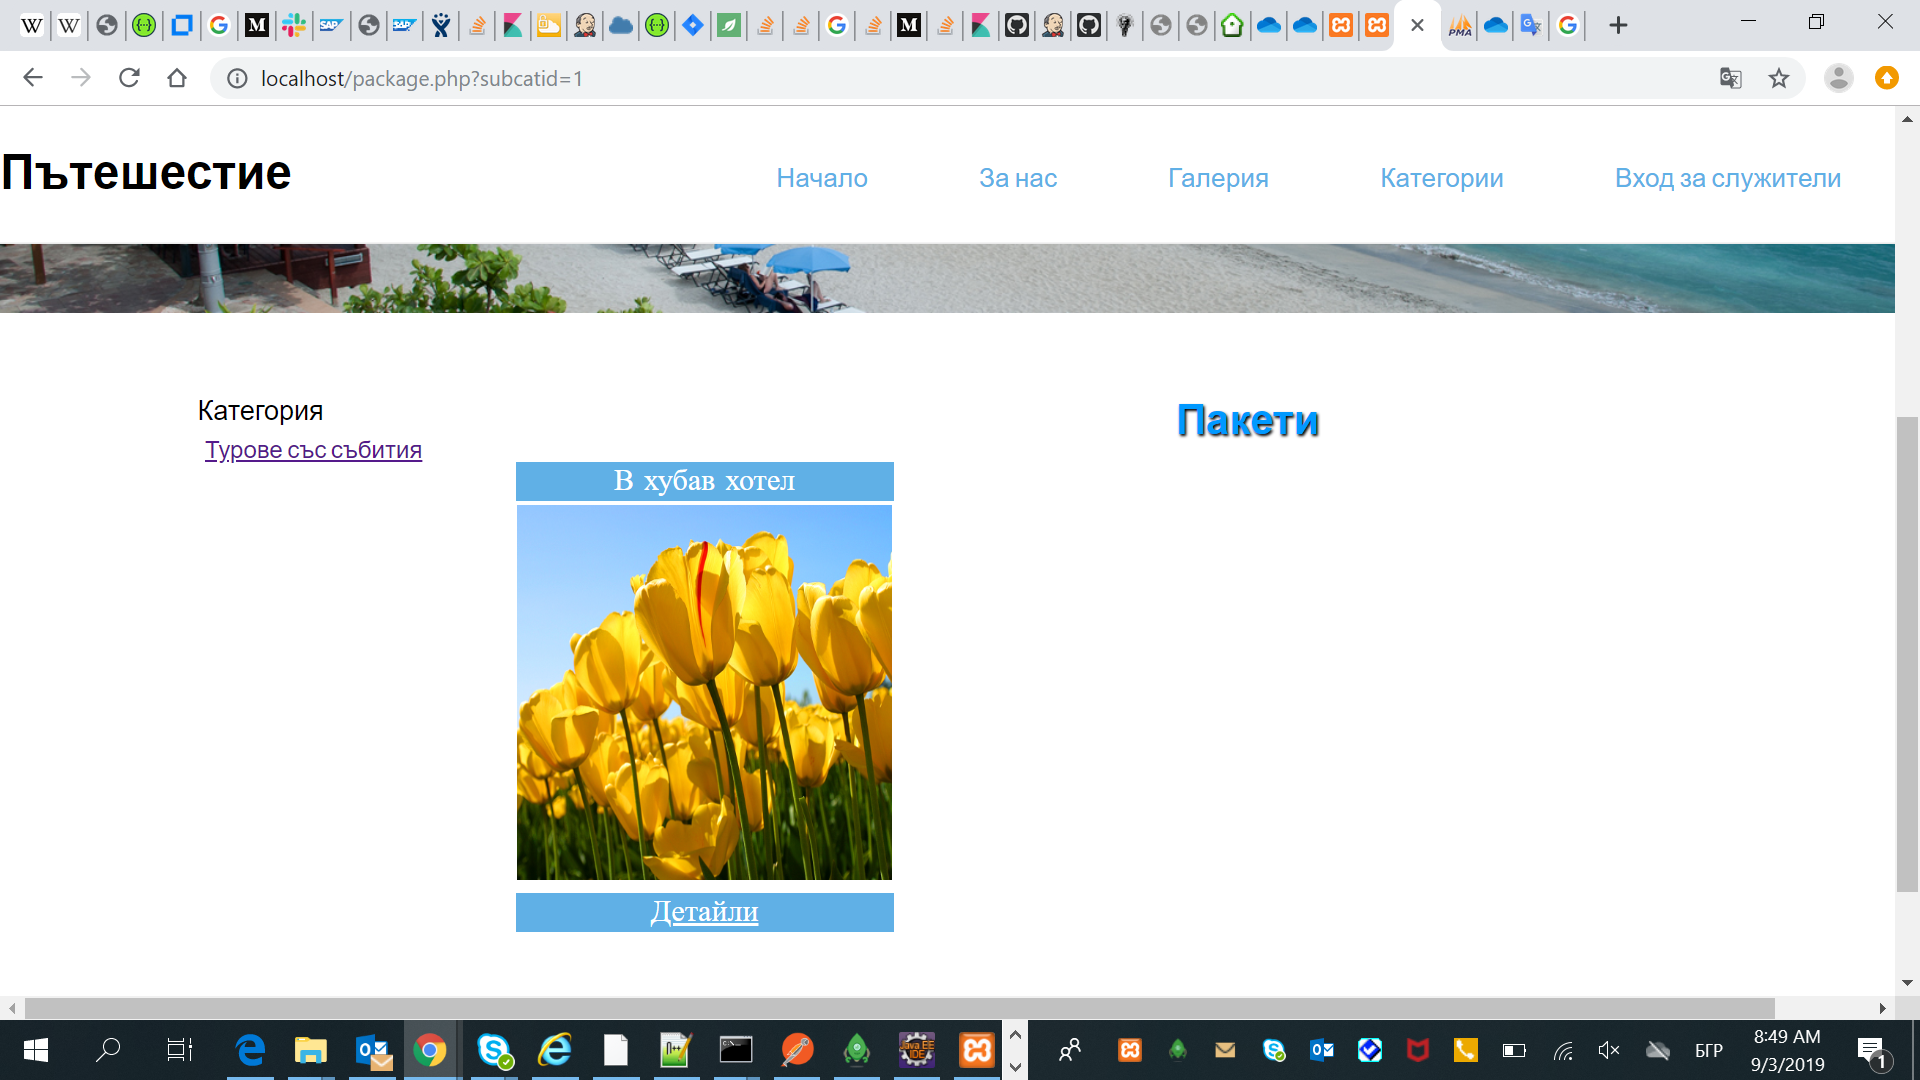 localhost/package.php?subcatid=1
Пътешестие
Начало За нас Галерия Категории Вход за служители
Категория
Турове със събития
Пакети
В хубав хотел
Детайли
БГР
8:49 AM
9/3/2019
1